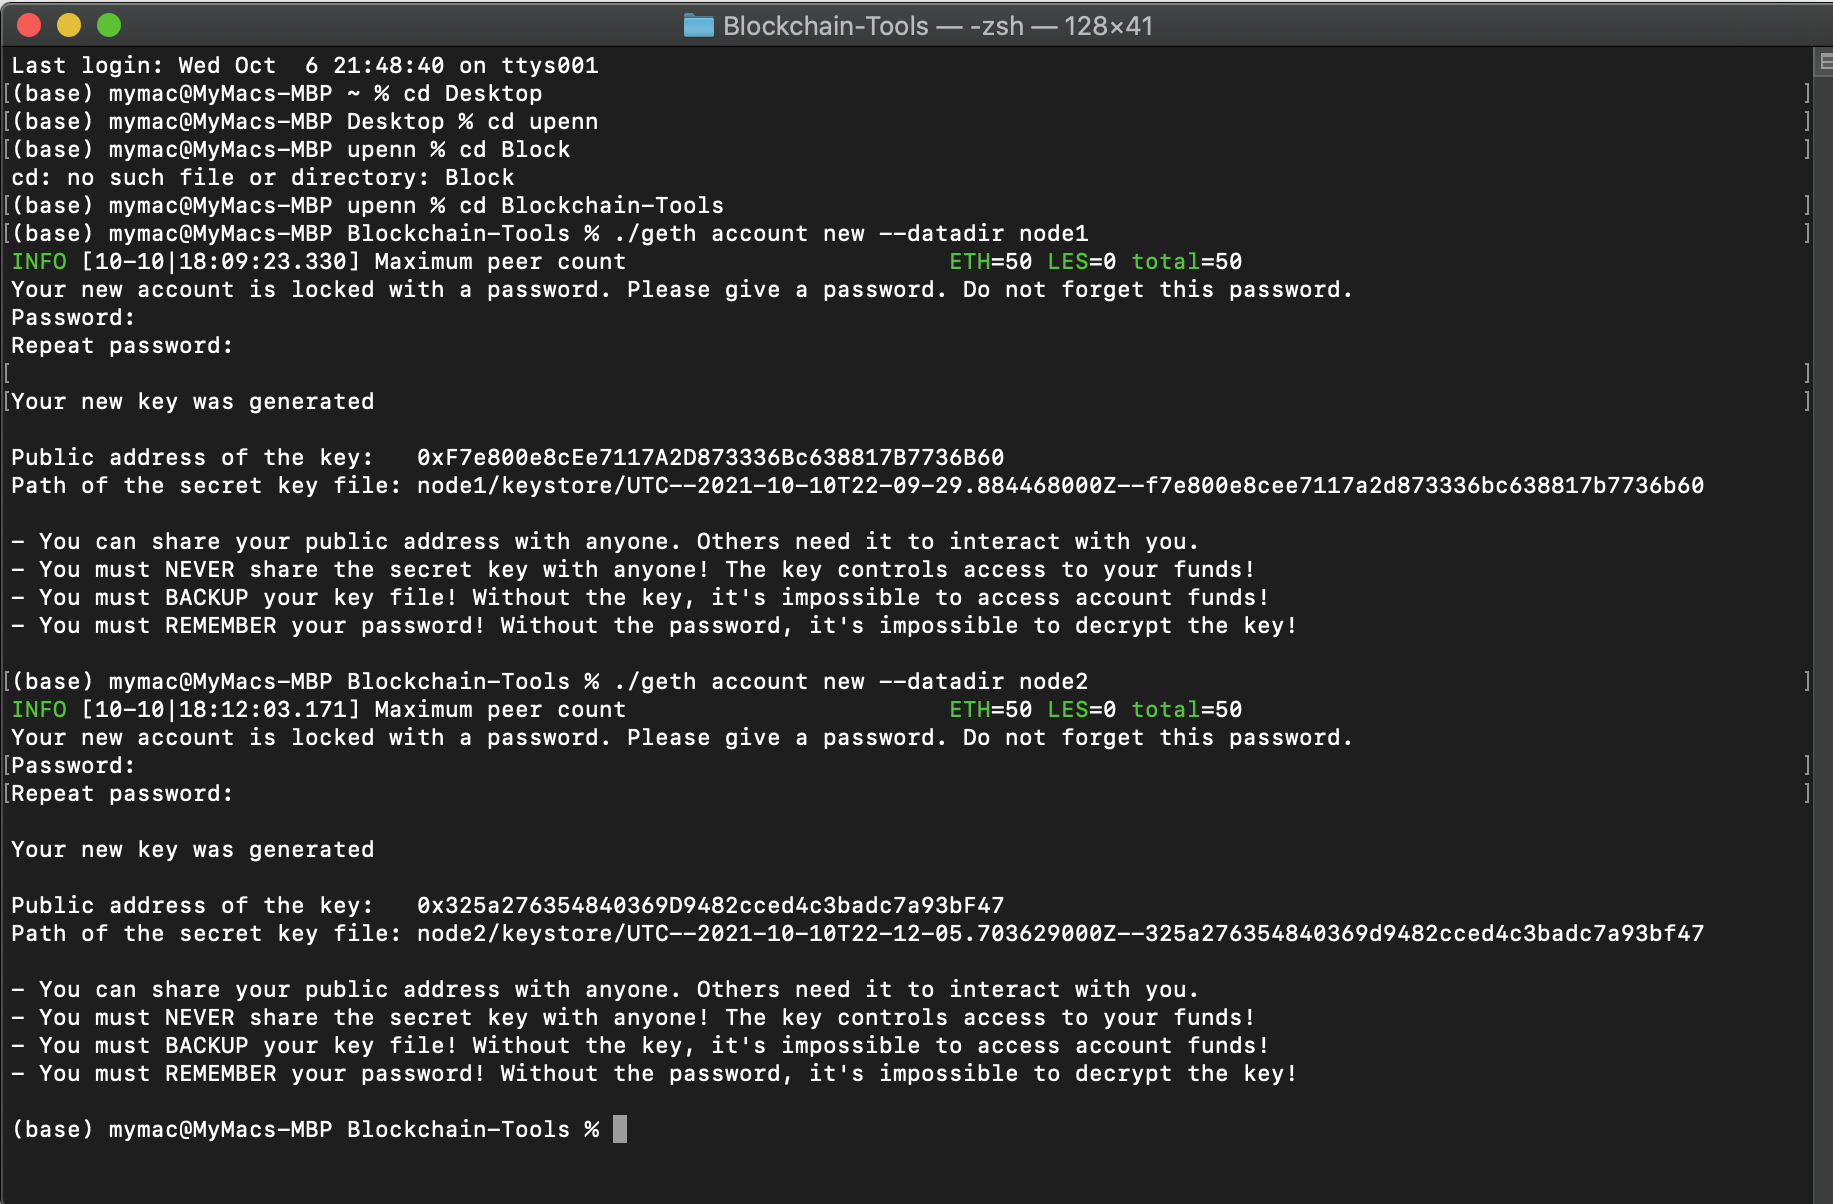 Blockchain-Tools — -zsh — 128×41
Last login: Wed Oct  6 21:48:40 on ttys001
[(base) mymac@MyMacs-MBP ~ % cd Desktop ]
[(base) mymac@MyMacs-MBP Desktop % cd upenn ]
[(base) mymac@MyMacs-MBP upenn % cd Block ]
cd: no such file or directory: Block
[(base) mymac@MyMacs-MBP upenn % cd Blockchain-Tools ]
[(base) mymac@MyMacs-MBP Blockchain-Tools % ./geth account new --datadir node1 ]
INFO [10-10|18:09:23.330] Maximum peer count                       ETH=50 LES=0 total=50
Your new account is locked with a password. Please give a password. Do not forget this password.
Password:
Repeat password:
[ ]
[Your new key was generated ]
Public address of the key:   0xF7e800e8cEe7117A2D873336Bc638817B7736B60
Path of the secret key file: node1/keystore/UTC--2021-10-10T22-09-29.884468000Z--f7e800e8cee7117a2d873336bc638817b7736b60
- You can share your public address with anyone. Others need it to interact with you.
- You must NEVER share the secret key with anyone! The key controls access to your funds!
- You must BACKUP your key file! Without the key, it's impossible to access account funds!
- You must REMEMBER your password! Without the password, it's impossible to decrypt the key!
[(base) mymac@MyMacs-MBP Blockchain-Tools % ./geth account new --datadir node2 ]
INFO [10-10|18:12:03.171] Maximum peer count                       ETH=50 LES=0 total=50
Your new account is locked with a password. Please give a password. Do not forget this password.
[Password: ]
[Repeat password: ]
Your new key was generated
Public address of the key:   0x325a276354840369D9482cced4c3badc7a93bF47
Path of the secret key file: node2/keystore/UTC--2021-10-10T22-12-05.703629000Z--325a276354840369d9482cced4c3badc7a93bf47
- You can share your public address with anyone. Others need it to interact with you.
- You must NEVER share the secret key with anyone! The key controls access to your funds!
- You must BACKUP your key file! Without the key, it's impossible to access account funds!
- You must REMEMBER your password! Without the password, it's impossible to decrypt the key!
(base) mymac@MyMacs-MBP Blockchain-Tools %